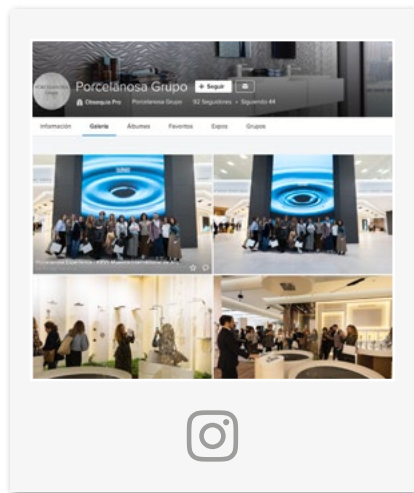 Porcelanosa Grupo
+ Seguir
Obsequio Pro Porcelanosa Grupo 92 Seguidores • Siguiendo 44
Información Galería Álbumes Favoritos Expos Grupos